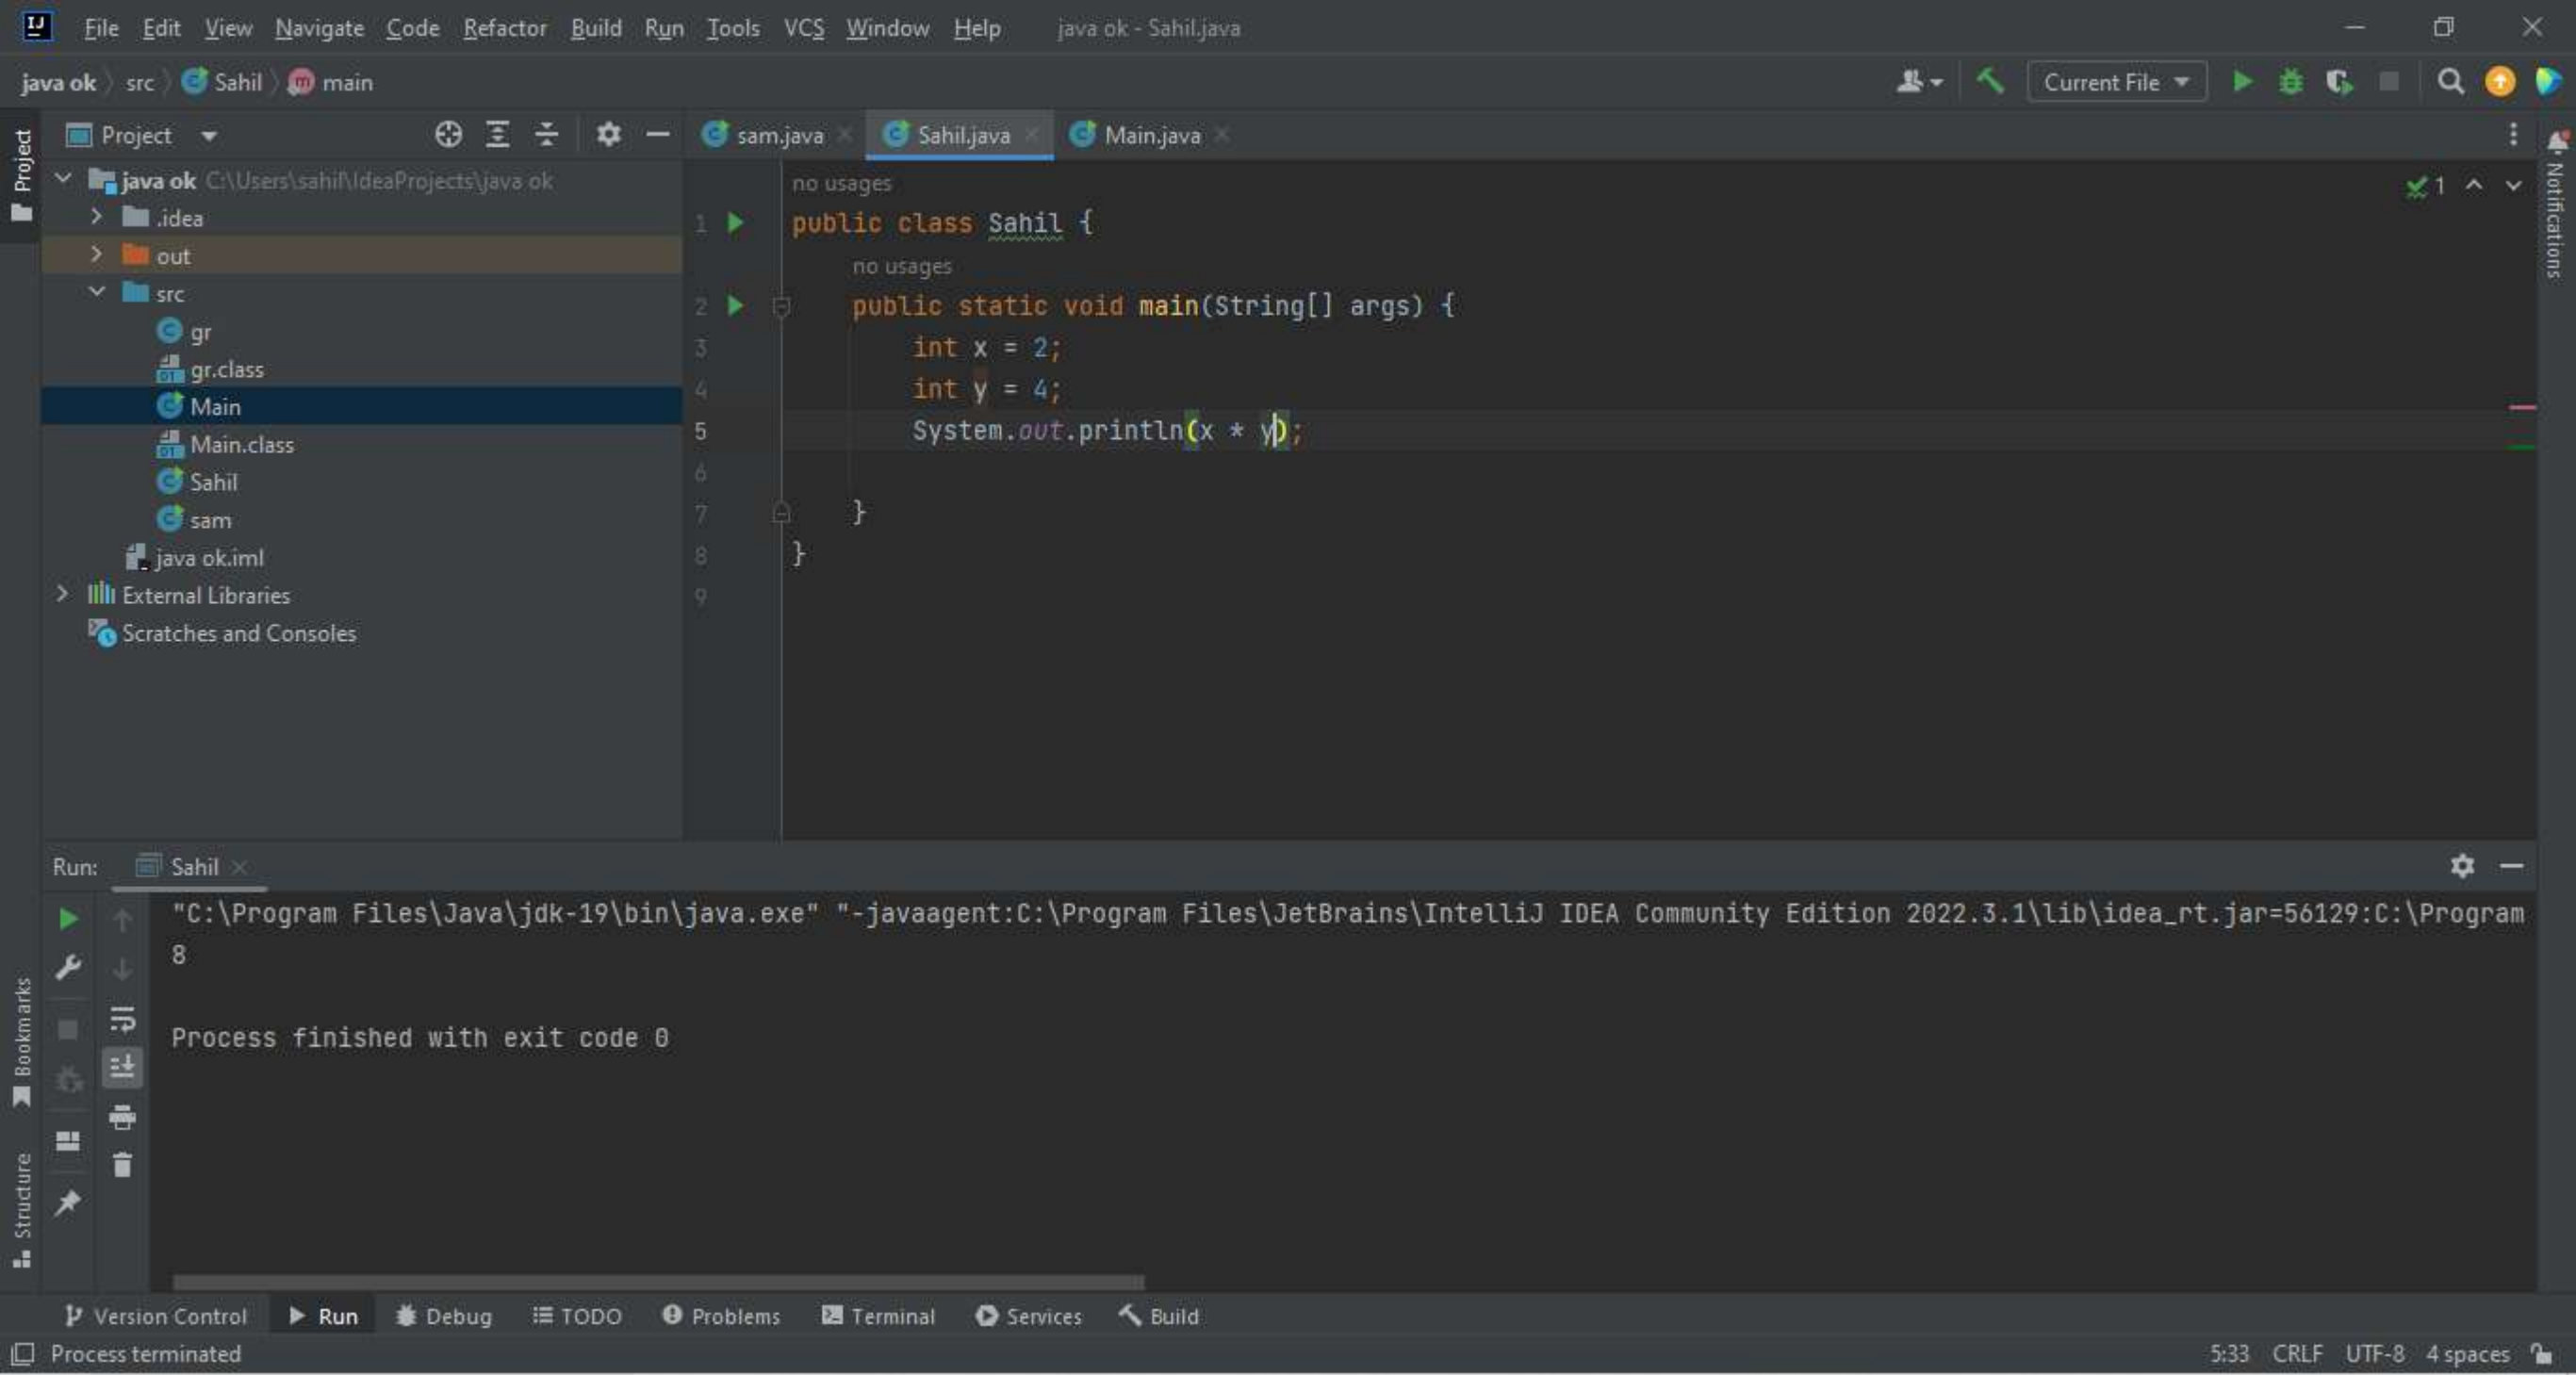 File Edit View Navigate Code Refactor Build Run Tools VCS Window Help java ok - Sahil.java
java ok src Sahil main
Current File
Project
Project
java ok C:\Users\sahil\IdeaProjects\java ok
.idea
out
src
gr
gr.class
Main
Main.class
Sahil
sam
java ok.iml
External Libraries
Scratches and Consoles
sam.java Sahil.java Main.java
no usages
1 public class Sahil {
no usages
2 public static void main(String[] args) {
3 int x = 2;
4 int y = 4;
5 System.out.println(x * y);
6
7 }
8 }
9
1
Notifications
Run: Sahil
"C:\Program Files\Java\jdk-19\bin\java.exe" "-javaagent:C:\Program Files\JetBrains\IntelliJ IDEA Community Edition 2022.3.1\lib\idea_rt.jar=56129:C:\Program
8
Process finished with exit code 0
Bookmarks
Structure
Version Control Run Debug TODO Problems Terminal Services Build
Process terminated
5:33 CRLF UTF-8 4 spaces